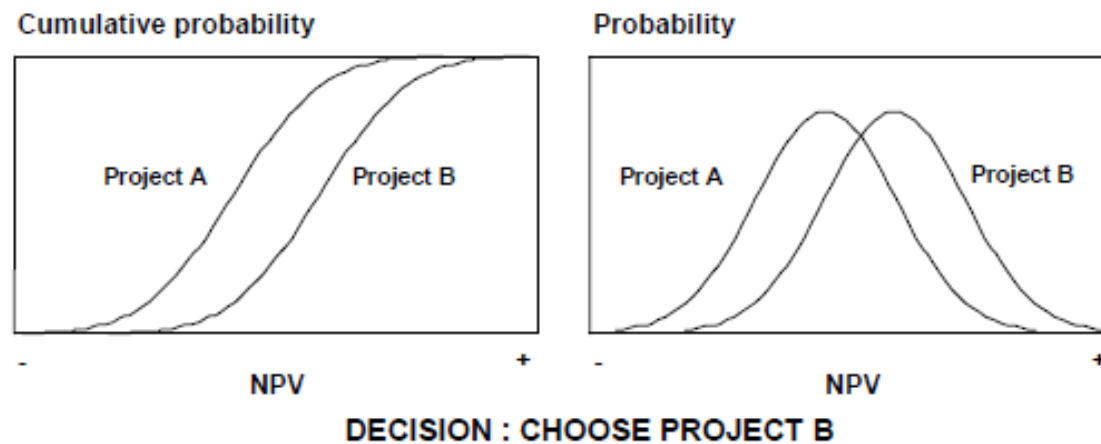 Cumulative probability
Probability
Project A
Project B
Project A
Project B
-
+
-
+
NPV
NPV
DECISION : CHOOSE PROJECT B